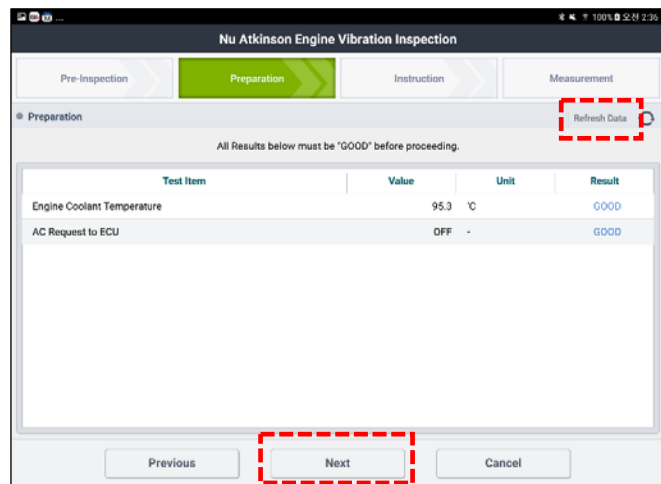 ... 100% 오전 2:36
Nu Atkinson Engine Vibration Inspection
Pre-Inspection Preparation Instruction Measurement
Preparation Refresh Data
All Results below must be "GOOD" before proceeding.
Test Item Value Unit Result
Engine Coolant Temperature 95.3 ℃ GOOD
AC Request to ECU OFF - GOOD
Previous Next Cancel